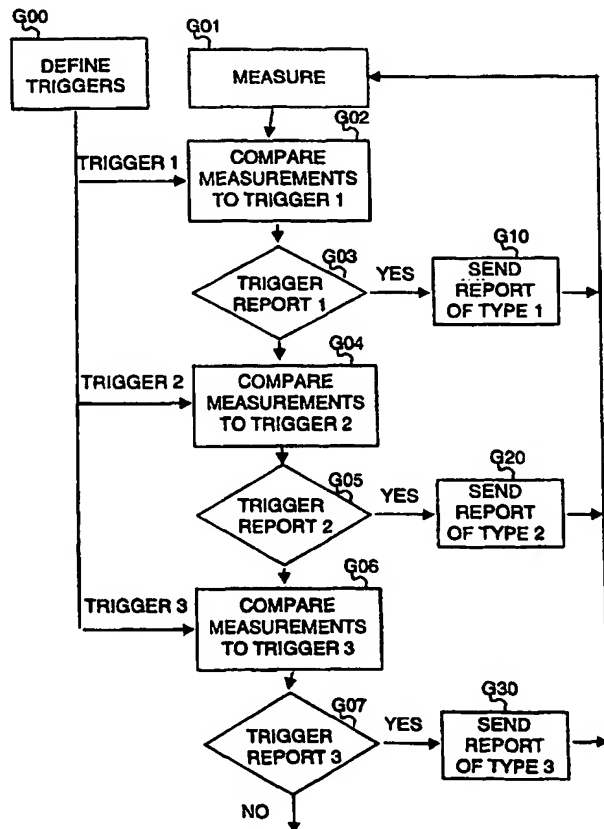 G00
DEFINE
TRIGGERS
G01
MEASURE
G02
TRIGGER 1
COMPARE
MEASUREMENTS
TO TRIGGER 1
G03
TRIGGER
REPORT 1
YES
G10
SEND
REPORT
OF TYPE 1
G04
TRIGGER 2
COMPARE
MEASUREMENTS
TO TRIGGER 2
G05
TRIGGER
REPORT 2
YES
G20
SEND
REPORT
OF TYPE 2
G06
TRIGGER 3
COMPARE
MEASUREMENTS
TO TRIGGER 3
G07
TRIGGER
REPORT 3
YES
G30
SEND
REPORT
OF TYPE 3
NO